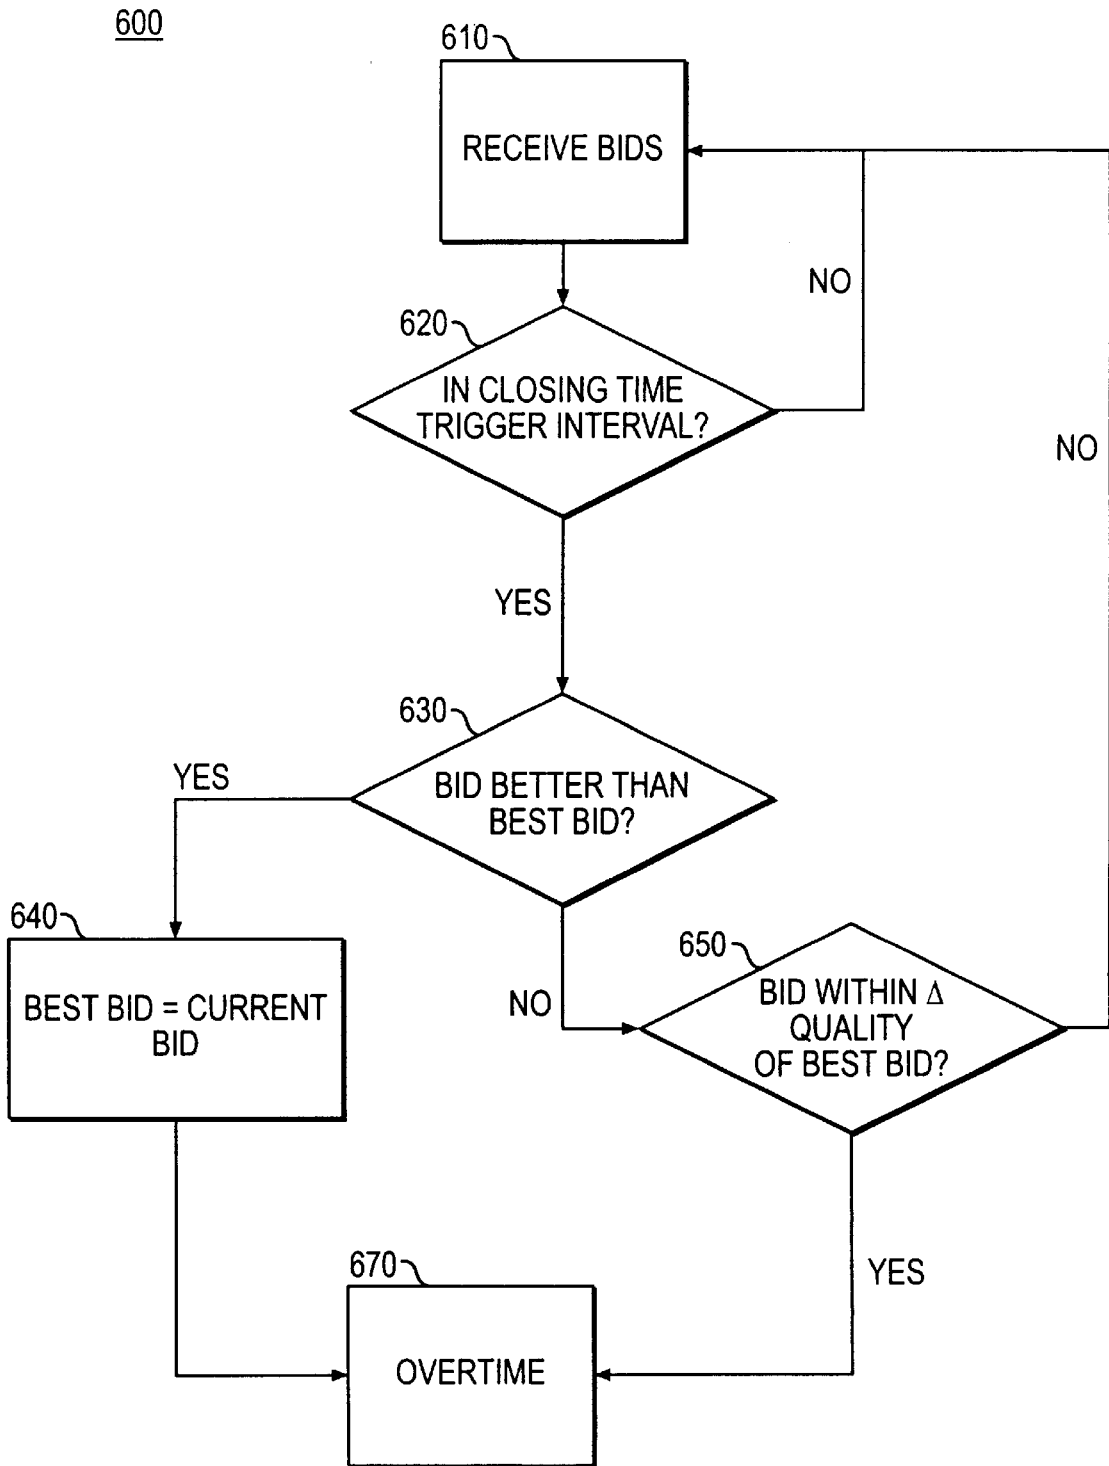 600
610
RECEIVE BIDS
NO
620
IN CLOSING TIME
TRIGGER INTERVAL?
NO
YES
630
YES
BID BETTER THAN
BEST BID?
640
BEST BID = CURRENT
BID
NO
650
BID WITHIN Δ
QUALITY
OF BEST BID?
YES
670
OVERTIME